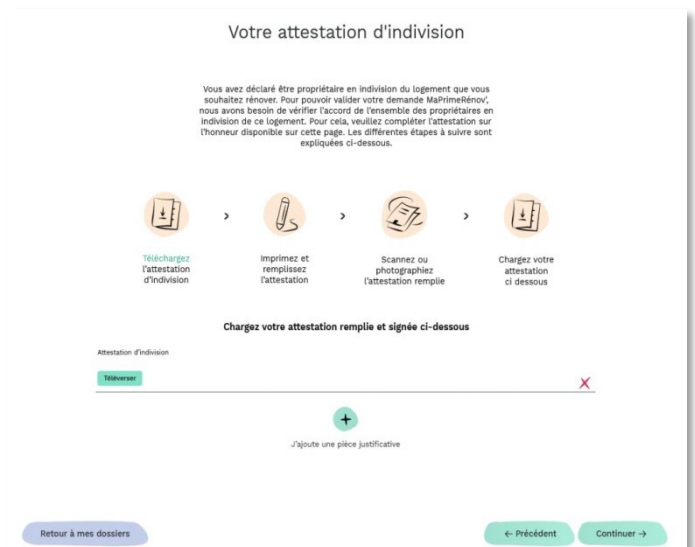 Votre attestation d'indivision
Vous avez déclaré être propriétaire en indivision du logement que vous
souhaitez rénover. Pour pouvoir valider votre demande MaPrimeRénov',
nous avons besoin de vérifier l'accord de l'ensemble des propriétaires en
indivision de ce logement. Pour cela, veuillez compléter l'attestation sur
l'honneur disponible sur cette page. Les différentes étapes à suivre sont
expliquées ci-dessous.
Téléchargez
l'attestation
d'indivision
Imprimez et
remplissez
l'attestation
Scannez ou
photographiez
l'attestation remplie
Chargez votre
attestation
ci dessous
Chargez votre attestation remplie et signée ci-dessous
Attestation d'indivision
Téléverser
J'ajoute une pièce justificative
Retour à mes dossiers
← Précédent
Continuer →